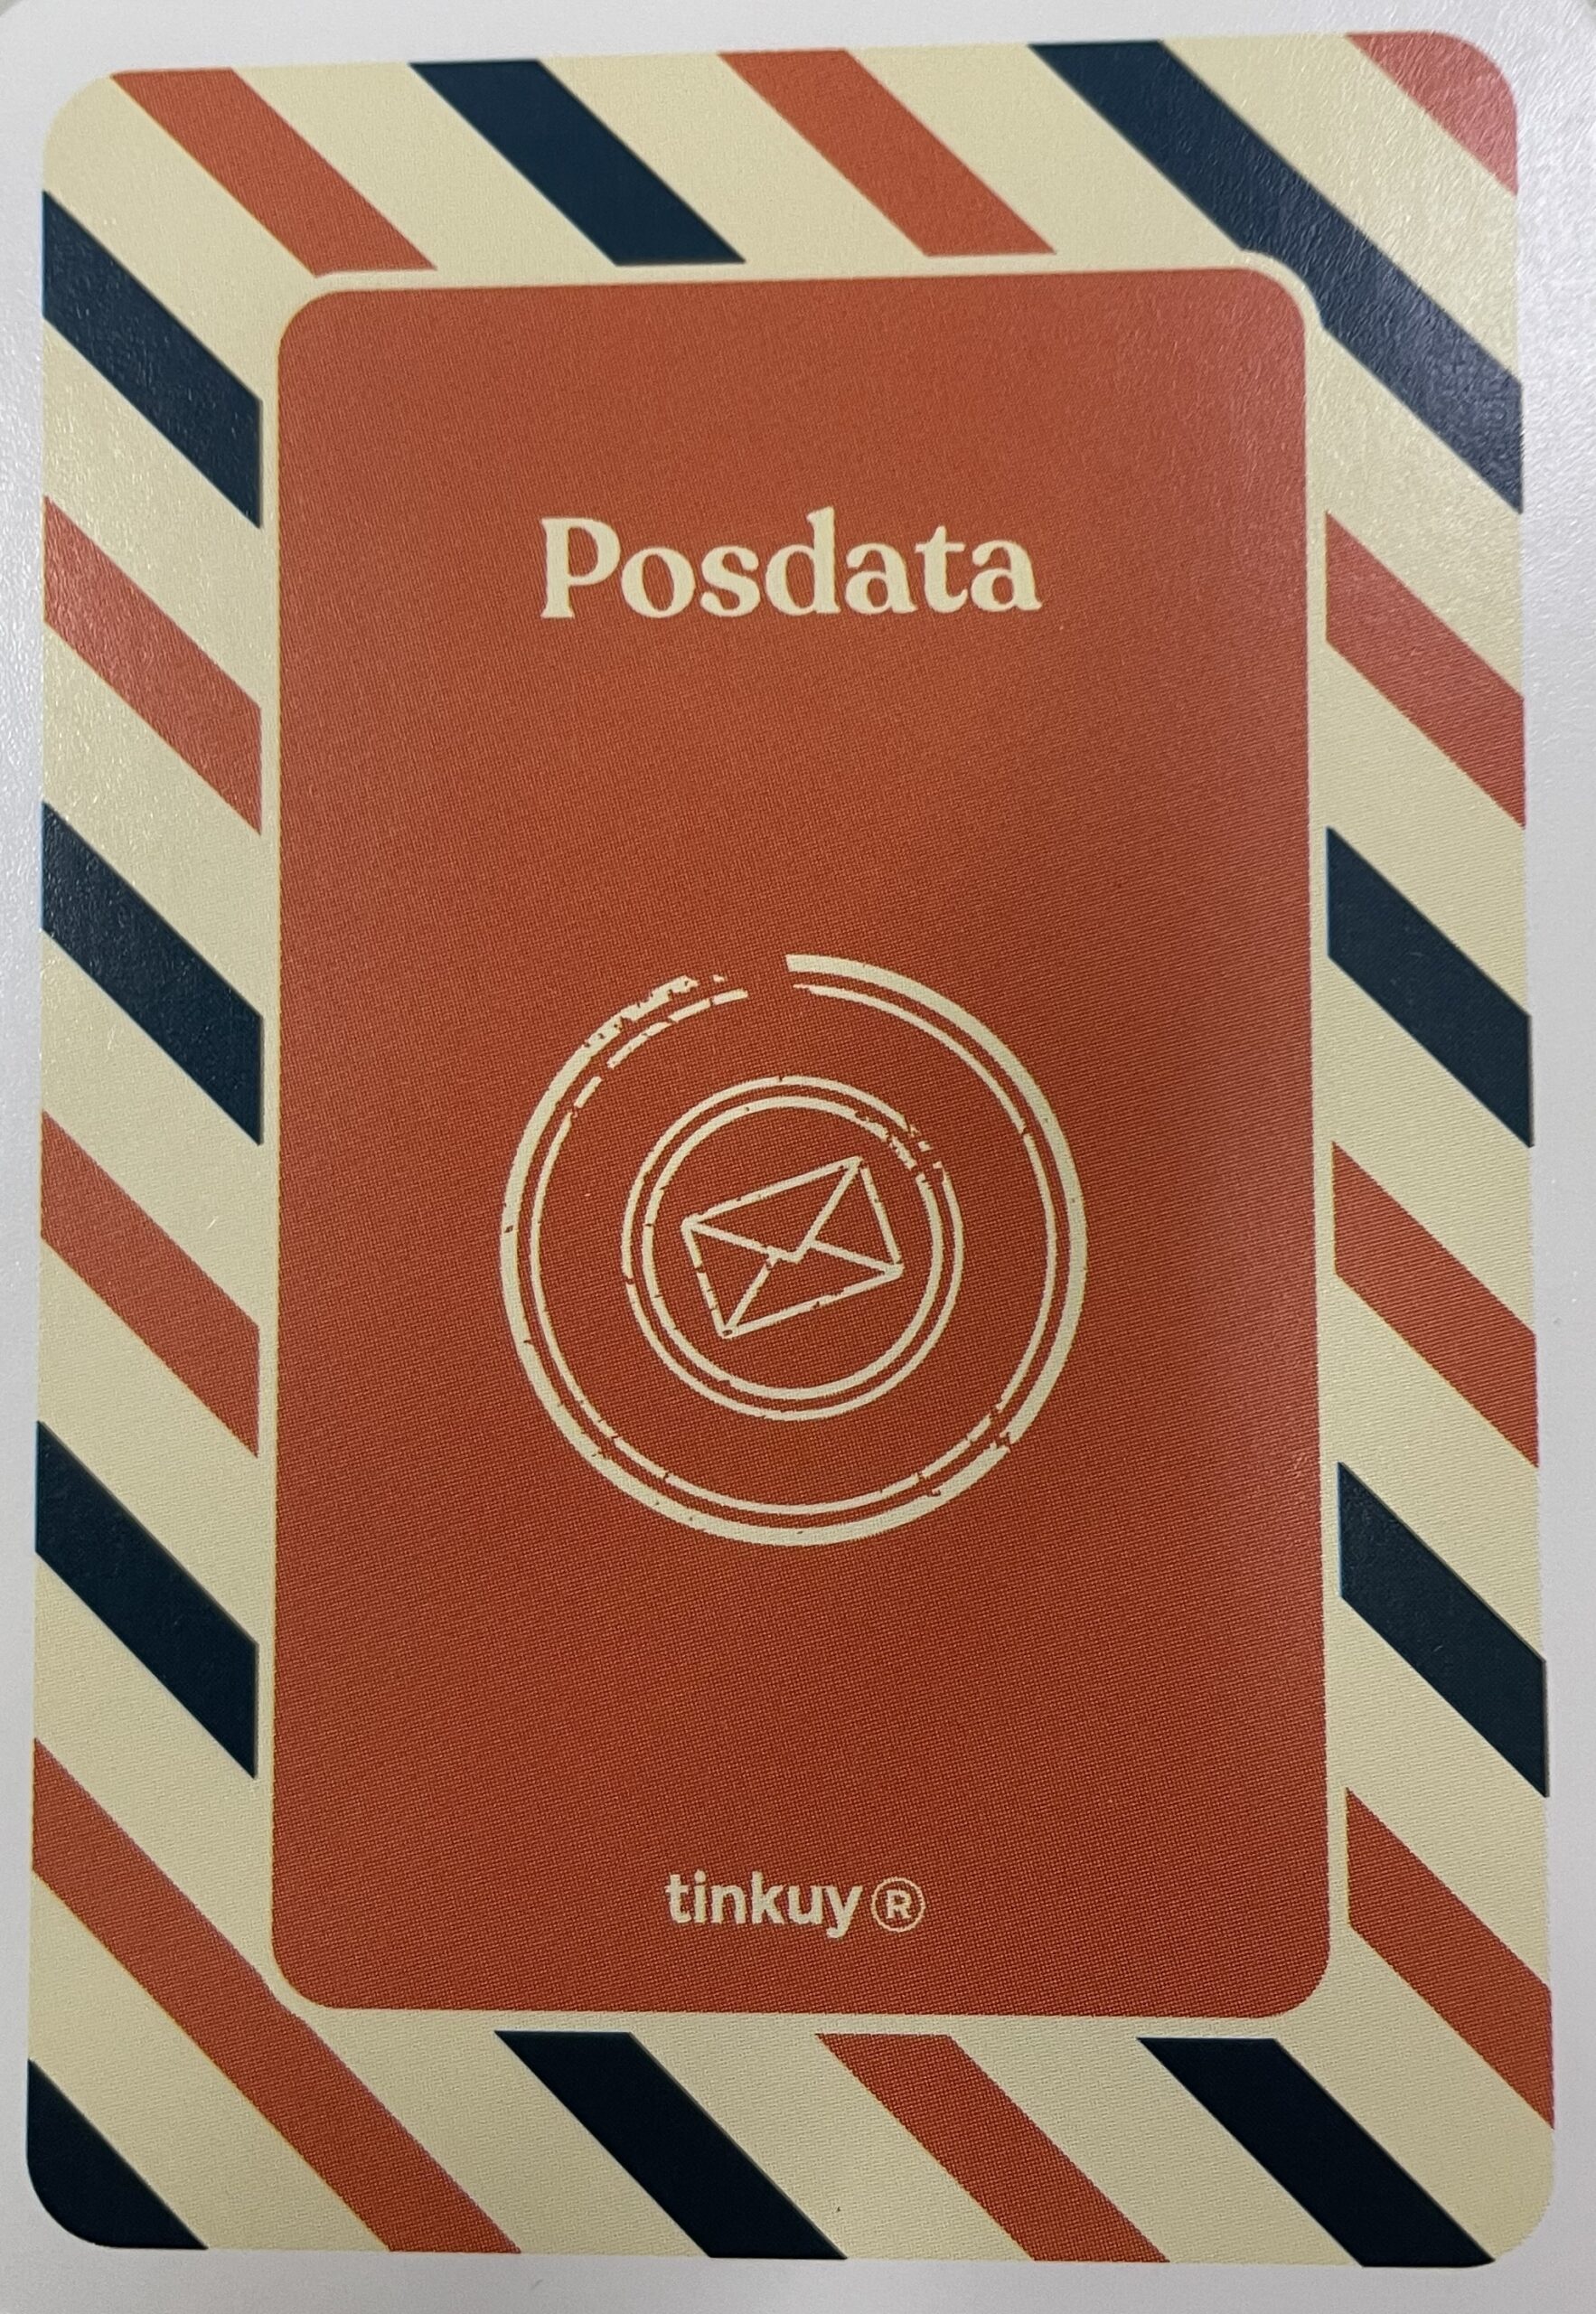 Posdata
tinkuy ®